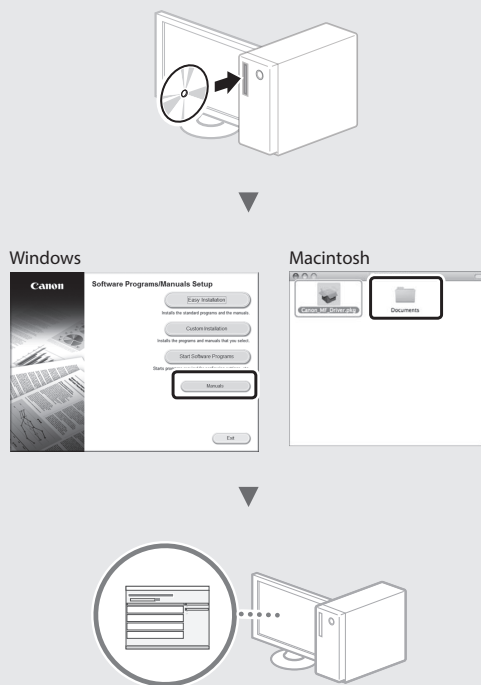 Windows
Macintosh
Canon
Software Programs/Manuals Setup
Easy Installation
Installs the standard programs and the manuals.
Custom Installation
Installs the programs and manuals that you select.
Start Software Programs
Manuals
Exit
Canon_MF_Driver.pkg
Documents